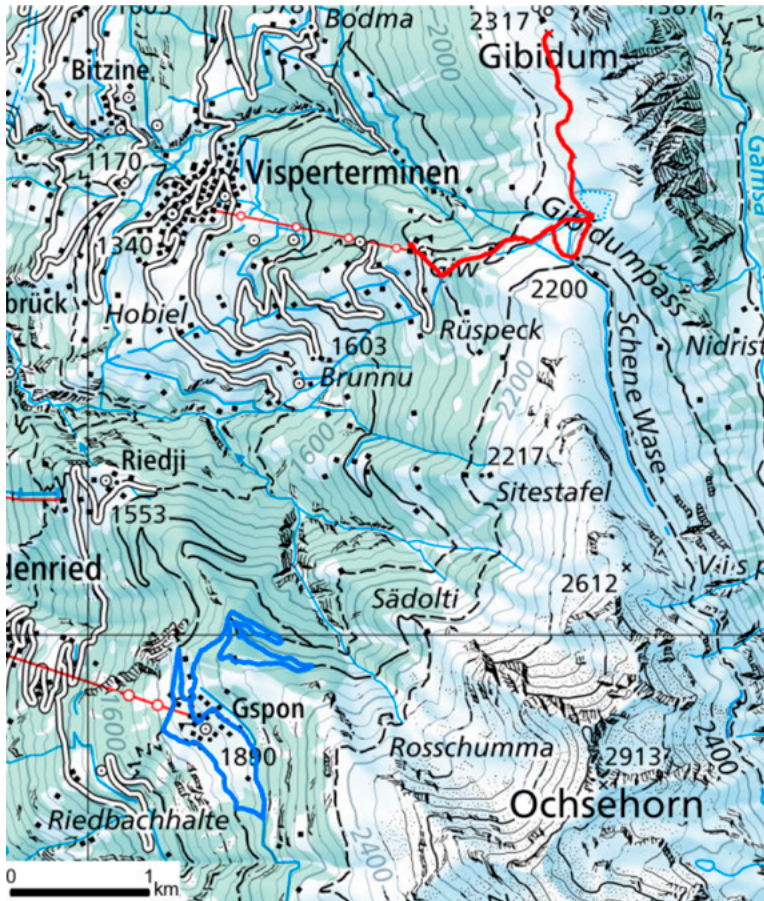 2317
Bodma
Gibidum
Bitzine
2000
1170
Visperterminen
Gamsa
1340
Gibidumpass
Hobiel
2200
Rüspeck
1603
Brunnu
Schene Wase
Nidrist
2200
1600
Riedji
2217
Sitestafel
1553
denried
2612
Visp
Sädolti
Gspon
1890
Rosschumma
2913
2400
1600
Ochsehorn
Riedbachhalte
2400
0 1
km